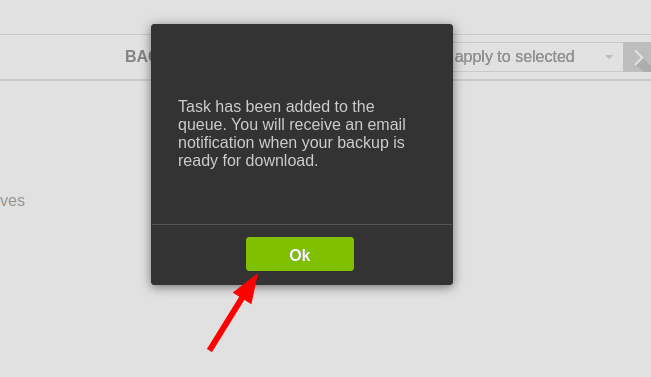 apply to selected
Task has been added to the
queue. You will receive an email
notification when your backup is
ready for download.
ves
Ok